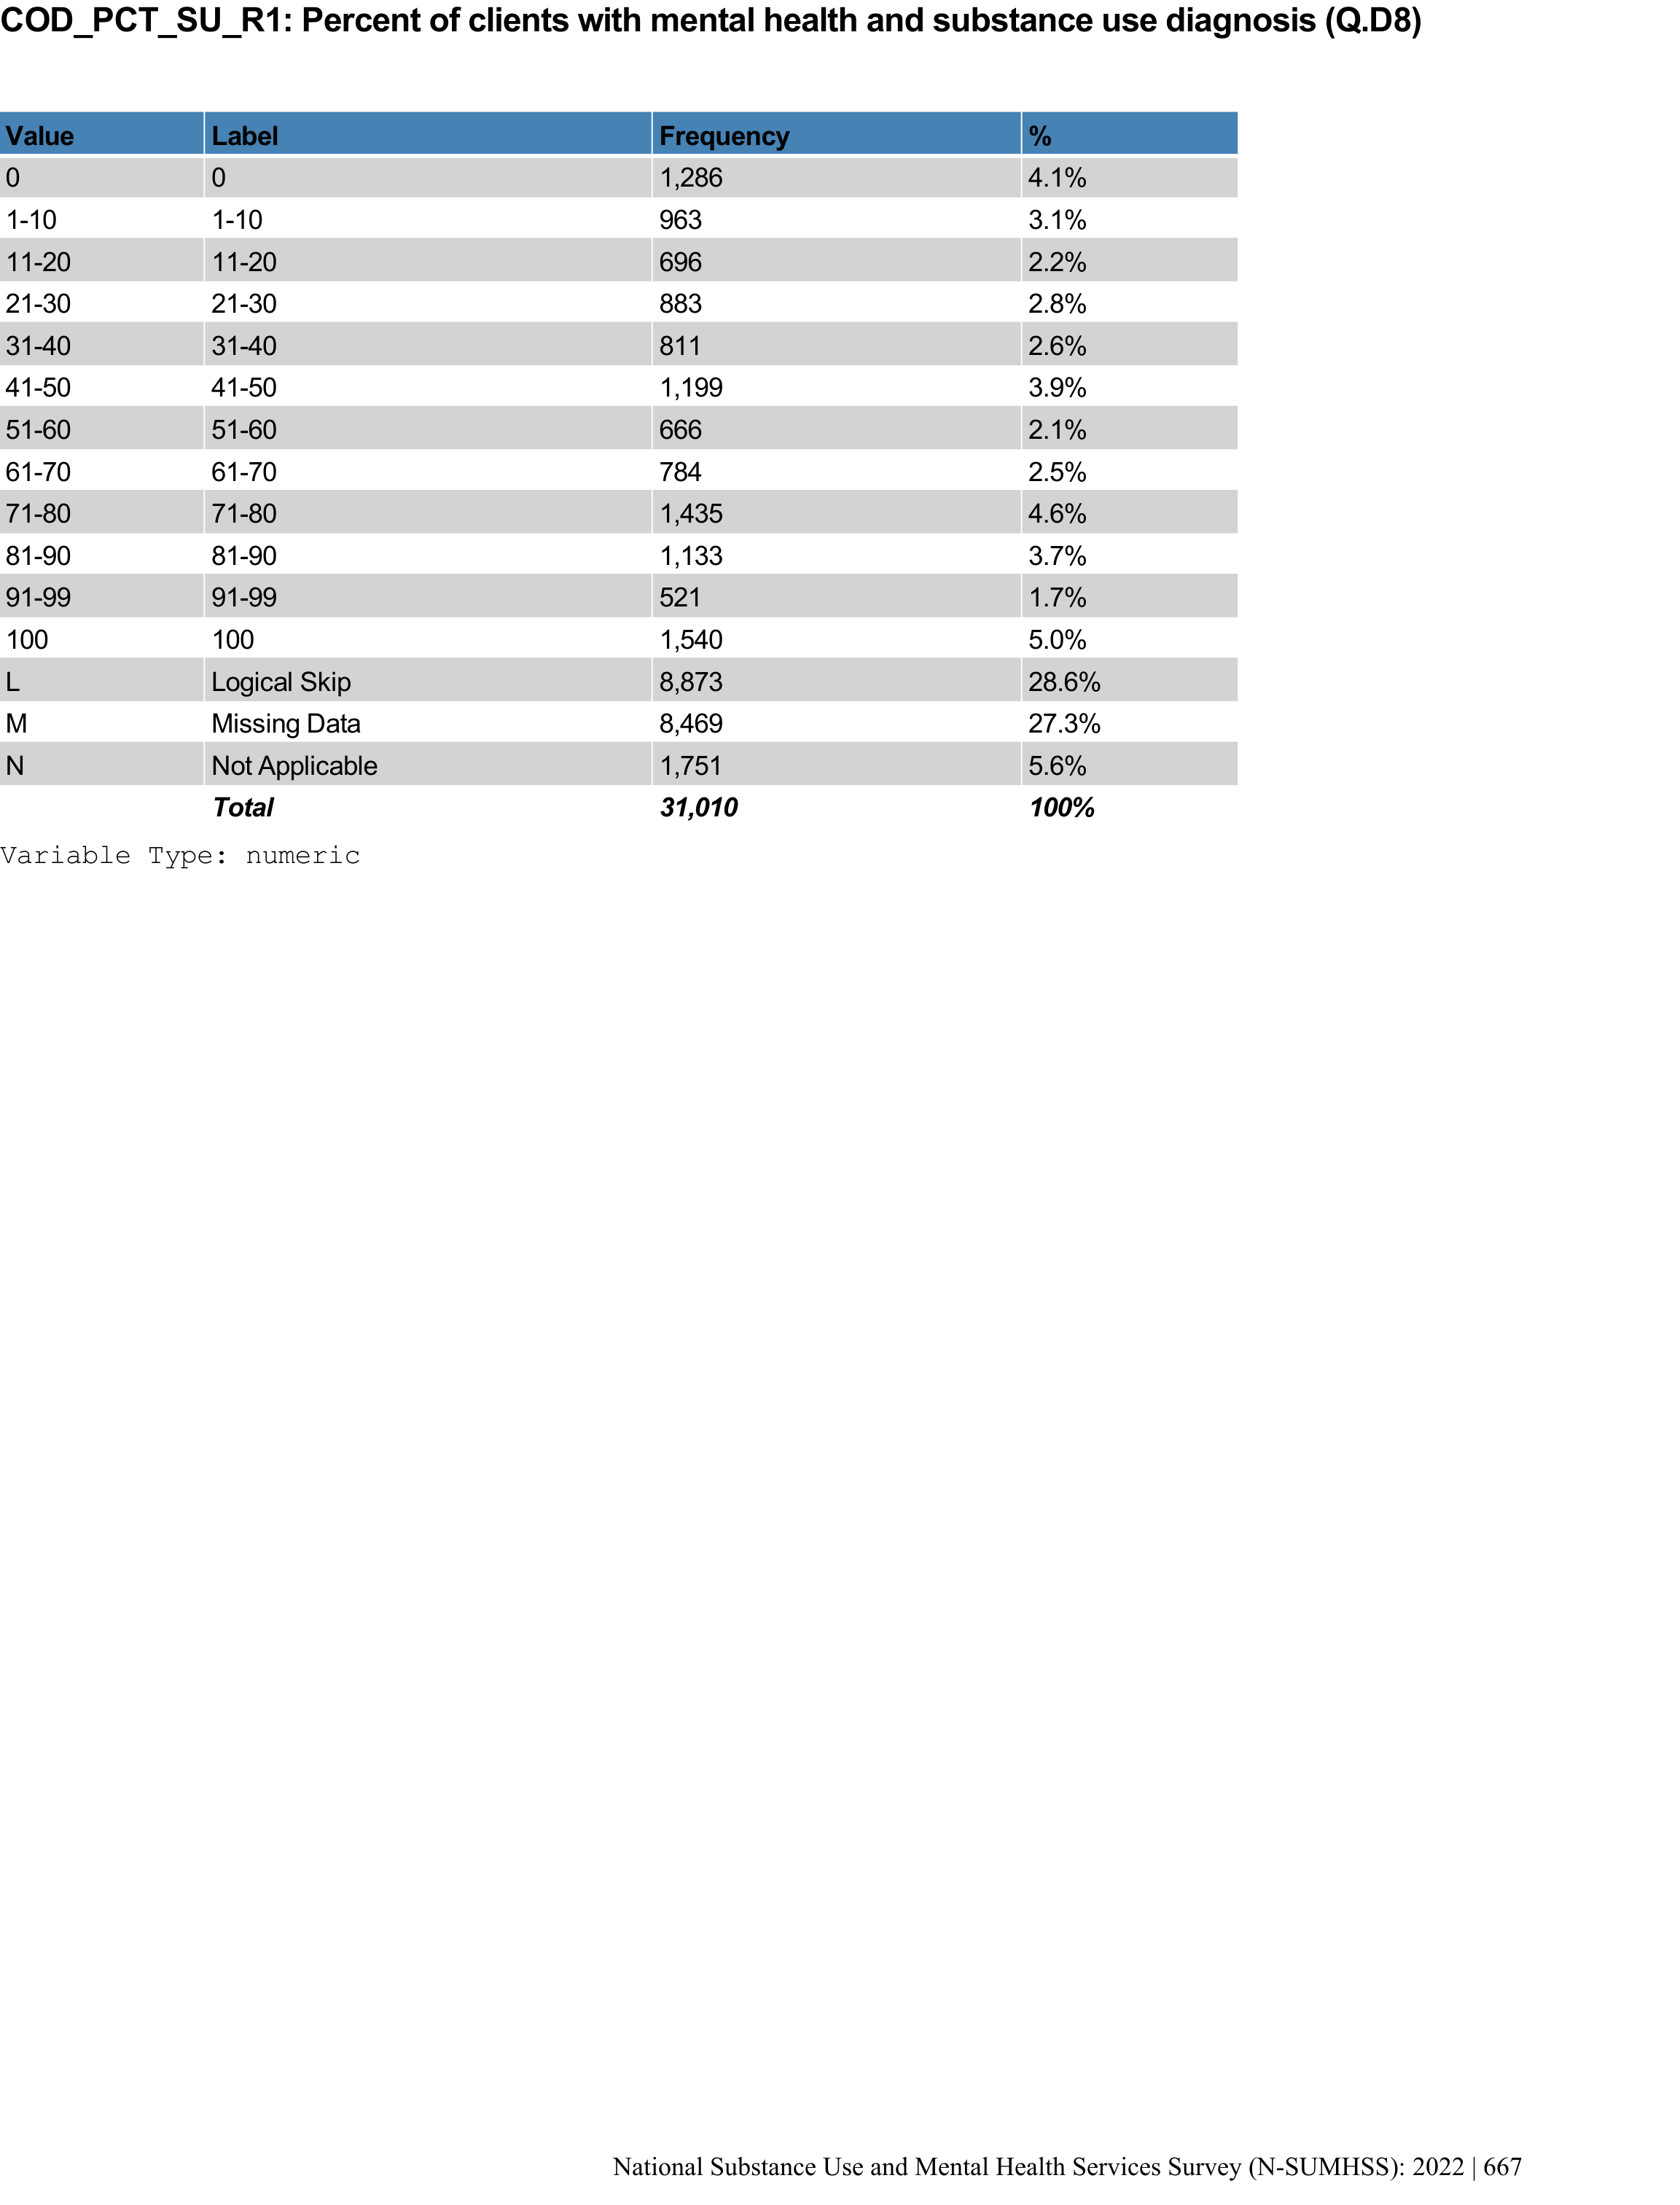 COD_PCT_SU_R1: Percent of clients with mental health and substance use diagnosis (Q.D8)
Value Label Frequency %
0 0 1,286 4.1%
1-10 1-10 963 3.1%
11-20 11-20 696 2.2%
21-30 21-30 883 2.8%
31-40 31-40 811 2.6%
41-50 41-50 1,199 3.9%
51-60 51-60 666 2.1%
61-70 61-70 784 2.5%
71-80 71-80 1,435 4.6%
81-90 81-90 1,133 3.7%
91-99 91-99 521 1.7%
100 100 1,540 5.0%
L Logical Skip 8,873 28.6%
M Missing Data 8,469 27.3%
N Not Applicable 1,751 5.6%
Total 31,010 100%
Variable Type: numeric
National Substance Use and Mental Health Services Survey (N-SUMHSS): 2022 | 667